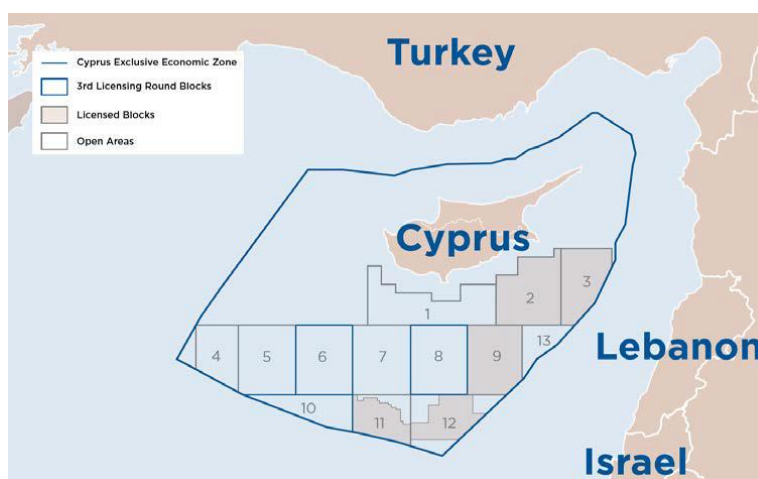 Turkey
Cyprus Exclusive Economic Zone
3rd Licensing Round Blocks
Licensed Blocks
Open Areas
Cyprus
3
2
1
13
Lebanon
4
5
6
7
8
9
10
11
12
Israel